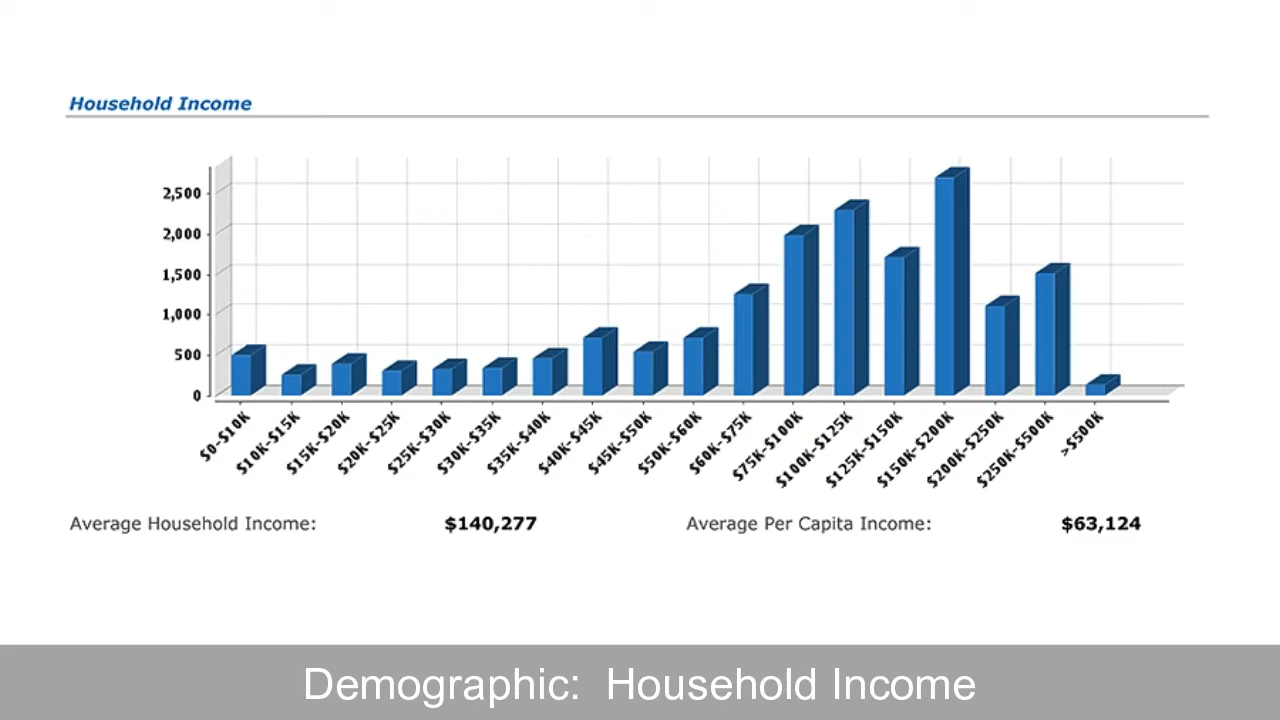 Household Income
2,500
2,000
1,500
1,000
500
0
$0-$10K
$10K-$15K
$15K-$20K
$20K-$25K
$25K-$30K
$30K-$35K
$35K-$40K
$40K-$45K
$45K-$50K
$50K-$60K
$60K-$75K
$75K-$100K
$100K-$125K
$125K-$150K
$150K-$200K
$200K-$250K
$250K-$500K
>$500K
Average Household Income: $140,277 Average Per Capita Income: $63,124
Demographic: Household Income